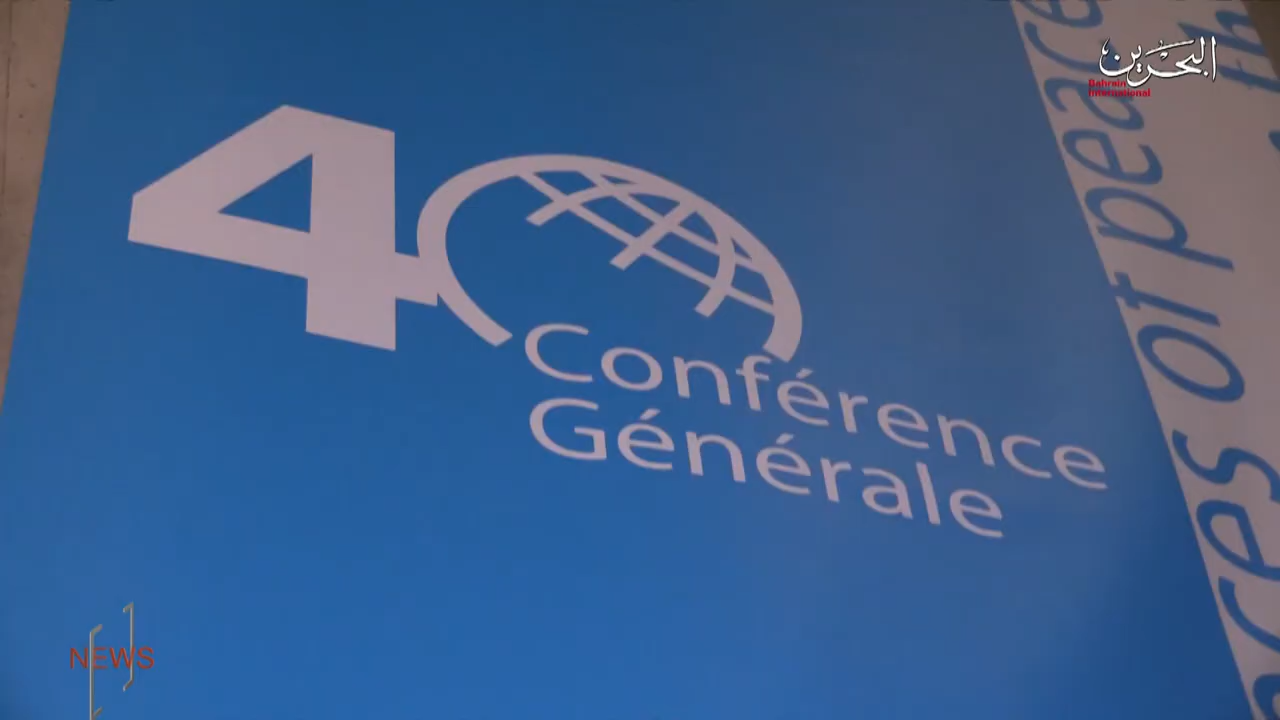 البحرين
Bahrain
International
40
Conférence
Générale
of peace
NEWS